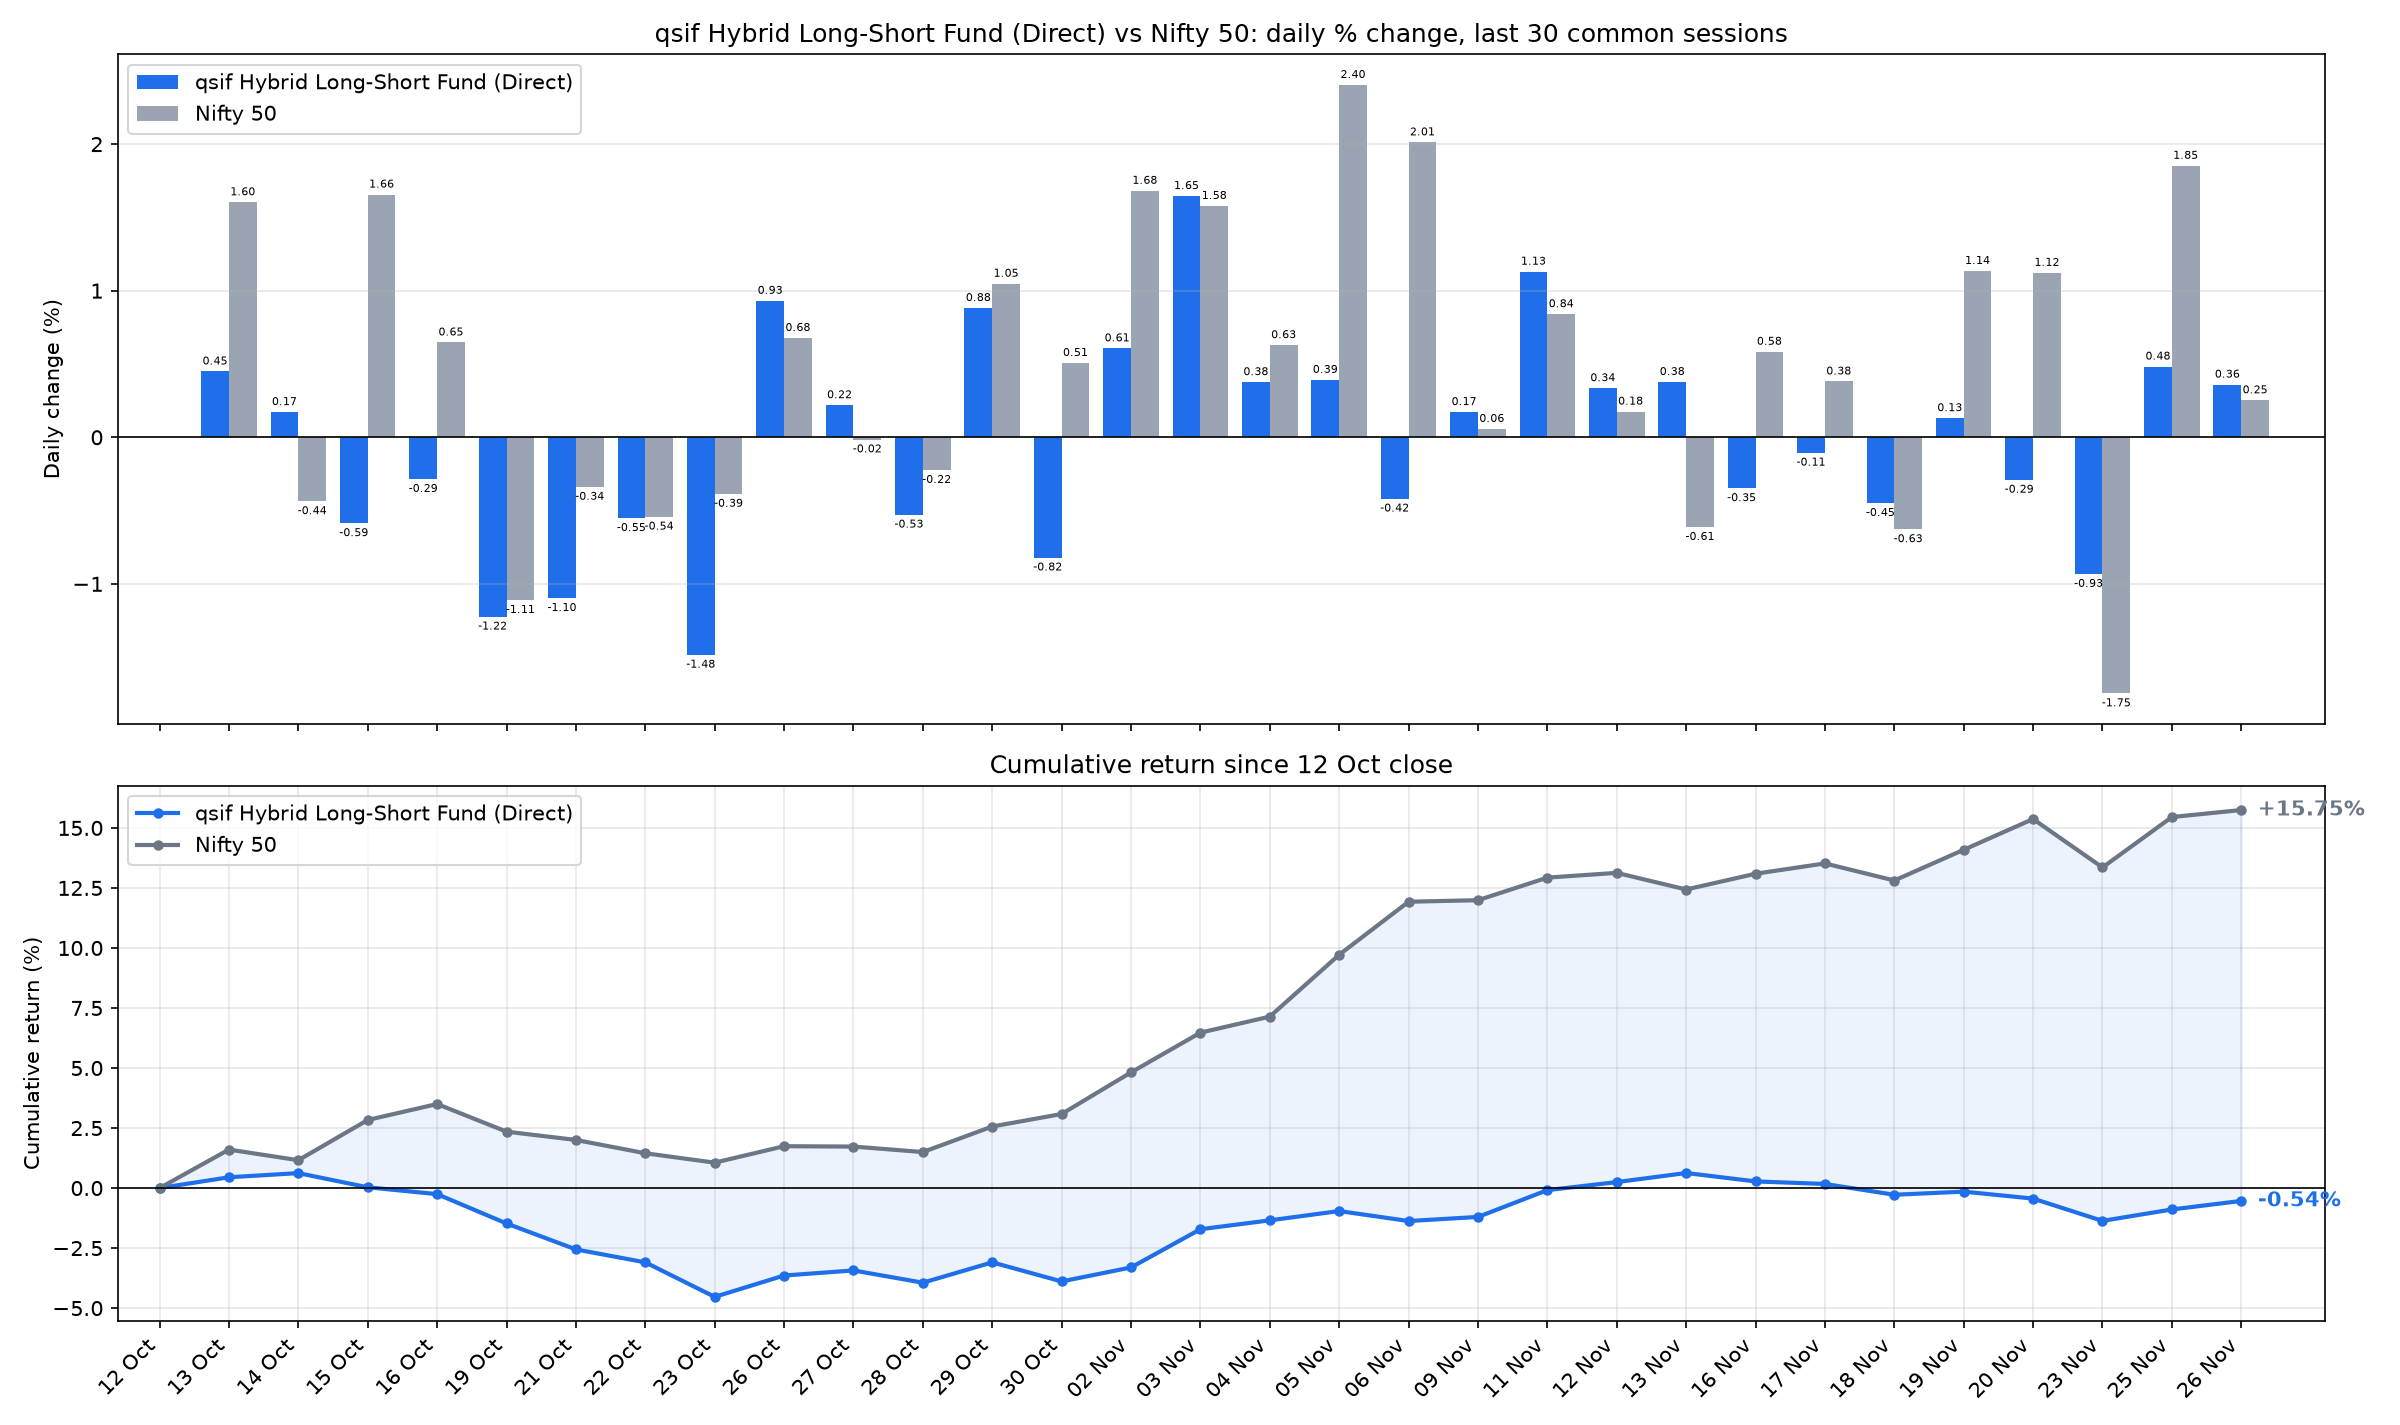 qsif Hybrid Long-Short Fund (Direct) vs Nifty 50: daily % change, last 30 common sessions
qsif Hybrid Long-Short Fund (Direct)
Nifty 50
Daily change (%)
2
1
0
−1
0.45
1.60
0.17
-0.44
-0.59
1.66
-0.29
0.65
-1.22
-1.11
-1.10
-0.34
-0.55
-0.54
-1.48
-0.39
0.93
0.68
0.22
-0.02
-0.53
-0.22
0.88
1.05
-0.82
0.51
0.61
1.68
1.65
1.58
0.38
0.63
0.39
2.40
-0.42
2.01
0.17
0.06
1.13
0.84
0.34
0.18
0.38
-0.61
-0.35
0.58
-0.11
0.38
-0.45
-0.63
0.13
1.14
-0.29
1.12
-0.93
-1.75
0.48
1.85
0.36
0.25
Cumulative return since 12 Oct close
qsif Hybrid Long-Short Fund (Direct)
Nifty 50
Cumulative return (%)
15.0
12.5
10.0
7.5
5.0
2.5
0.0
−2.5
−5.0
+15.75%
-0.54%
12 Oct
13 Oct
14 Oct
15 Oct
16 Oct
19 Oct
21 Oct
22 Oct
23 Oct
26 Oct
27 Oct
28 Oct
29 Oct
30 Oct
02 Nov
03 Nov
04 Nov
05 Nov
06 Nov
09 Nov
11 Nov
12 Nov
13 Nov
16 Nov
17 Nov
18 Nov
19 Nov
20 Nov
23 Nov
25 Nov
26 Nov